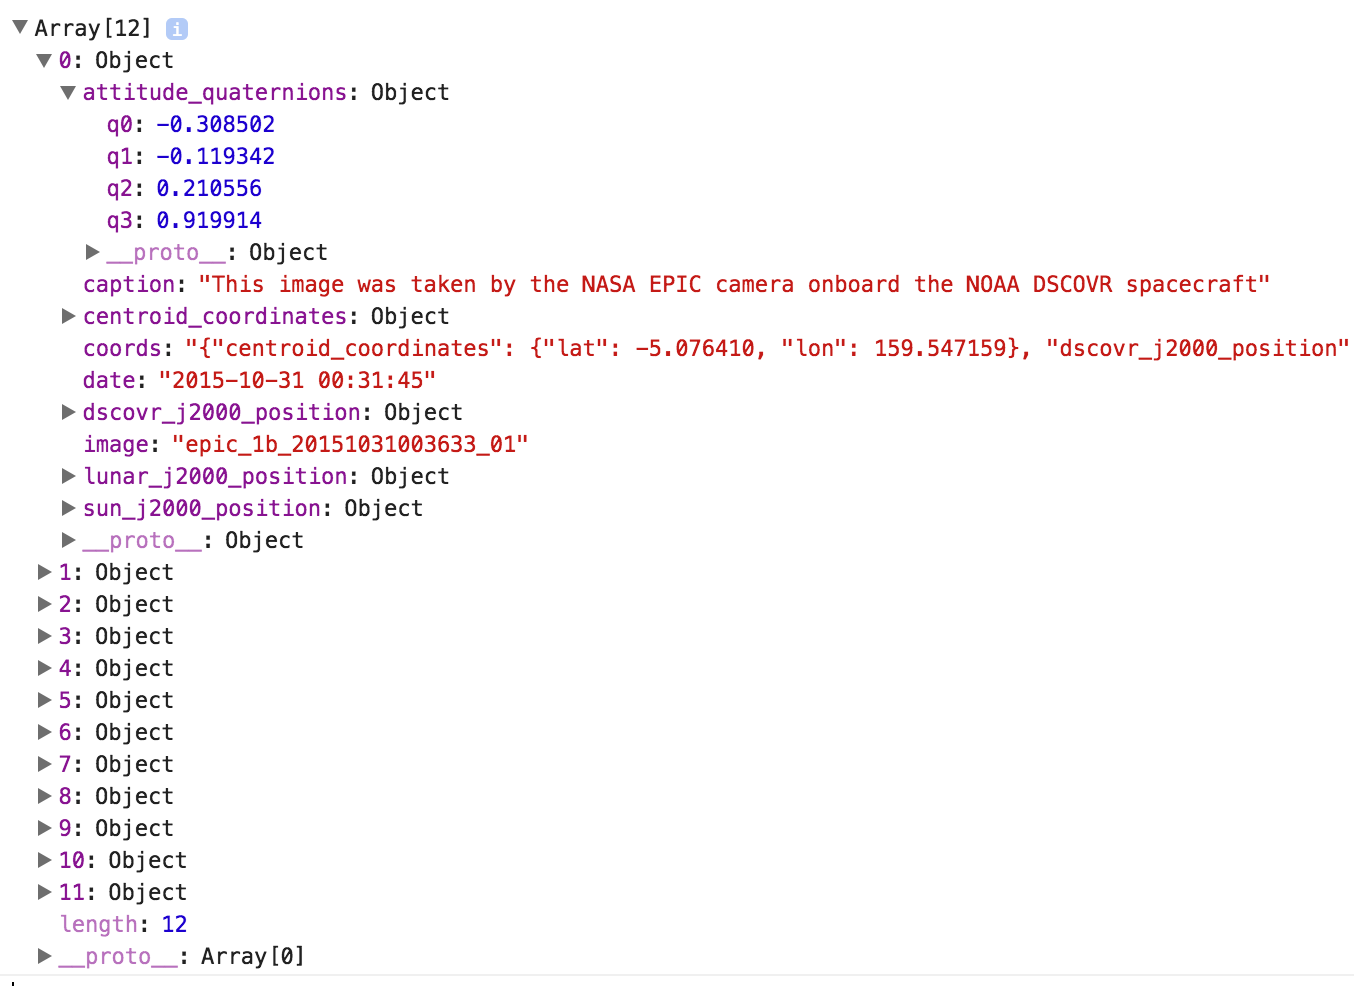 Array[12] i
0: Object
attitude_quaternions: Object
q0: -0.308502
q1: -0.119342
q2: 0.210556
q3: 0.919914
__proto__: Object
caption: "This image was taken by the NASA EPIC camera onboard the NOAA DSCOVR spacecraft"
centroid_coordinates: Object
coords: "{"centroid_coordinates": {"lat": -5.076410, "lon": 159.547159}, "dscovr_j2000_position"
date: "2015-10-31 00:31:45"
dscovr_j2000_position: Object
image: "epic_1b_20151031003633_01"
lunar_j2000_position: Object
sun_j2000_position: Object
__proto__: Object
1: Object
2: Object
3: Object
4: Object
5: Object
6: Object
7: Object
8: Object
9: Object
10: Object
11: Object
length: 12
__proto__: Array[0]